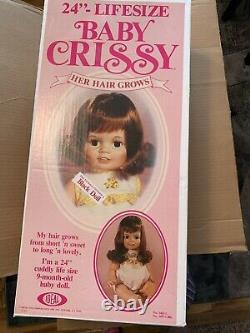 24"-LIFESIZE
BABY
CRISSY
HER HAIR GROWS
Black Doll
My hair grows
from short 'n sweet
to long 'n lovely.
I'm a 24"
cuddly life size
9-month-old
baby doll.
IDEAL